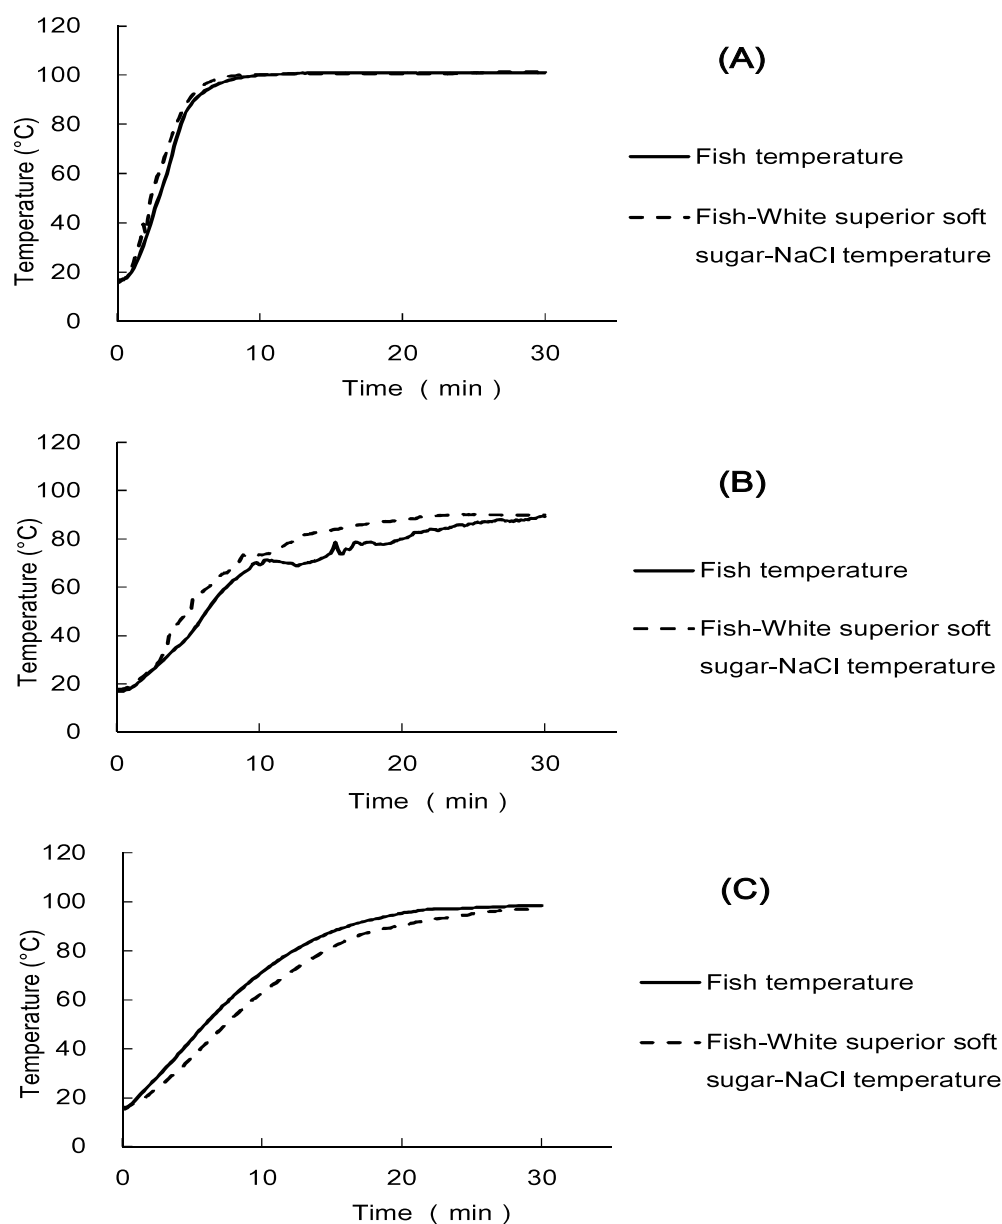 120
100
80
60
40
20
0
Temperature (°C)
0 10 20 30
Time ( min )
(A)
Fish temperature
Fish-White superior soft
sugar-NaCl temperature
120
100
80
60
40
20
0
Temperature (°C)
0 10 20 30
Time ( min )
(B)
Fish temperature
Fish-White superior soft
sugar-NaCl temperature
120
100
80
60
40
20
0
Temperature (°C)
0 10 20 30
Time ( min )
(C)
Fish temperature
Fish-White superior soft
sugar-NaCl temperature